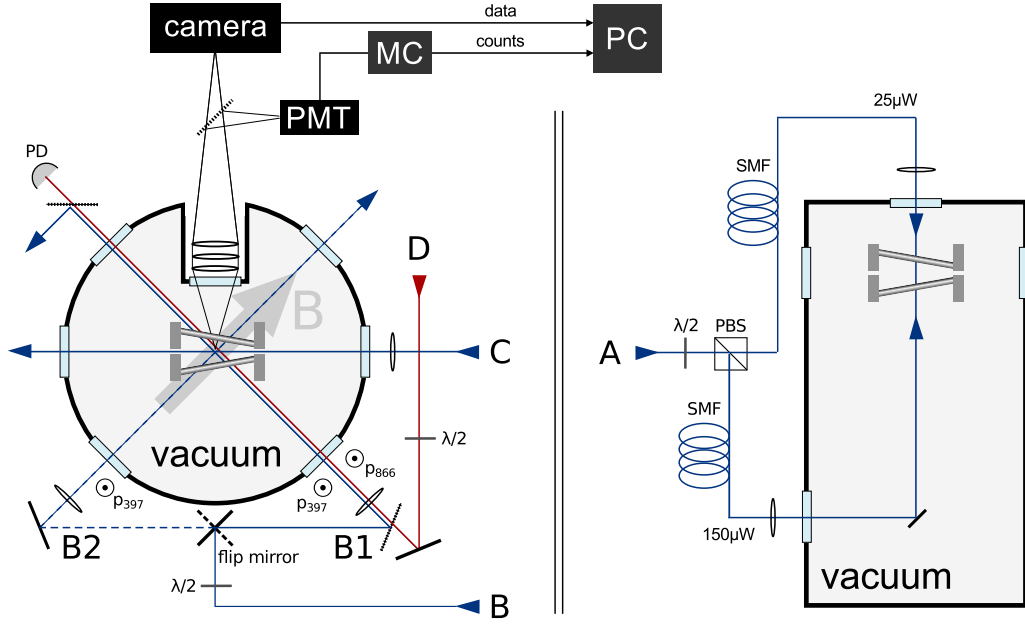 camera
data
MC
counts
PC
PMT
PD
D
B
C
λ/2
vacuum
p866
p397
p397
B2
B1
flip mirror
λ/2
B
25µW
SMF
λ/2
PBS
A
SMF
150µW
vacuum